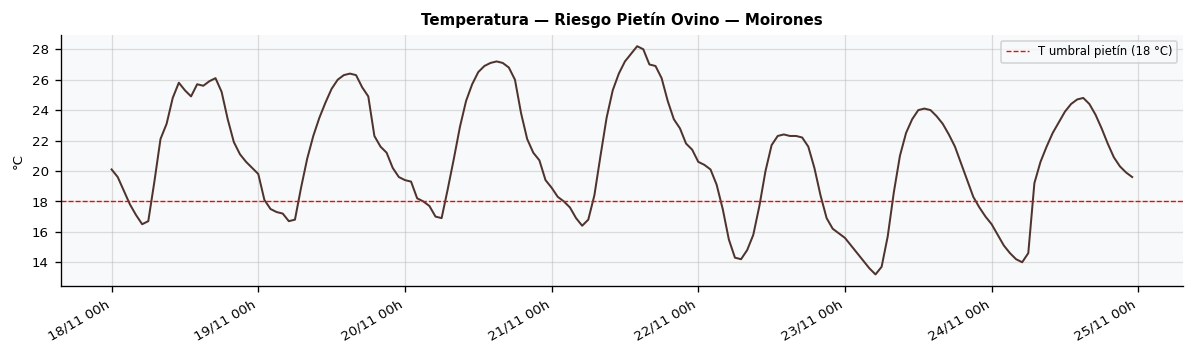 Temperatura — Riesgo Pietín Ovino — Moirones
T umbral pietín (18 °C)
°C
28
26
24
22
20
18
16
14
18/11 00h
19/11 00h
20/11 00h
21/11 00h
22/11 00h
23/11 00h
24/11 00h
25/11 00h